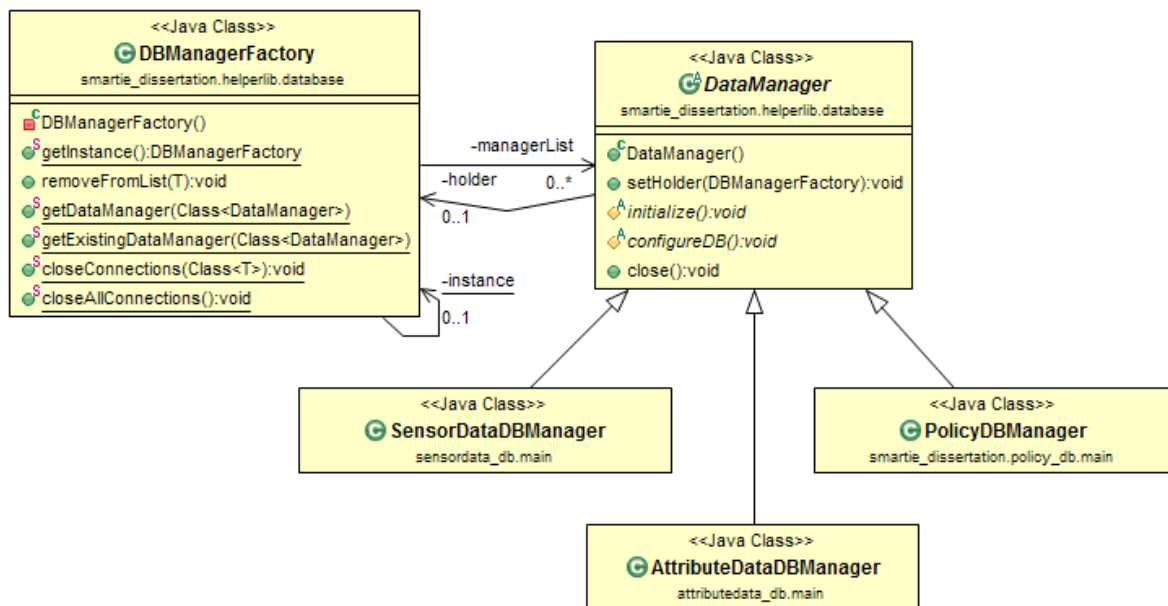 <<Java Class>>
DBManagerFactory
smartie_dissertation.helperlib.database
DBManagerFactory()
getInstance():DBManagerFactory
removeFromList(T):void
getDataManager(Class<DataManager>)
getExistingDataManager(Class<DataManager>)
closeConnections(Class<T>):void
closeAllConnections():void
-managerList
0..*
-holder
0..1
-instance
0..1
<<Java Class>>
DataManager
smartie_dissertation.helperlib.database
DataManager()
setHolder(DBManagerFactory):void
initialize():void
configureDB():void
close():void
<<Java Class>>
SensorDataDBManager
sensordata_db.main
<<Java Class>>
PolicyDBManager
smartie_dissertation.policy_db.main
<<Java Class>>
AttributeDataDBManager
attributedata_db.main